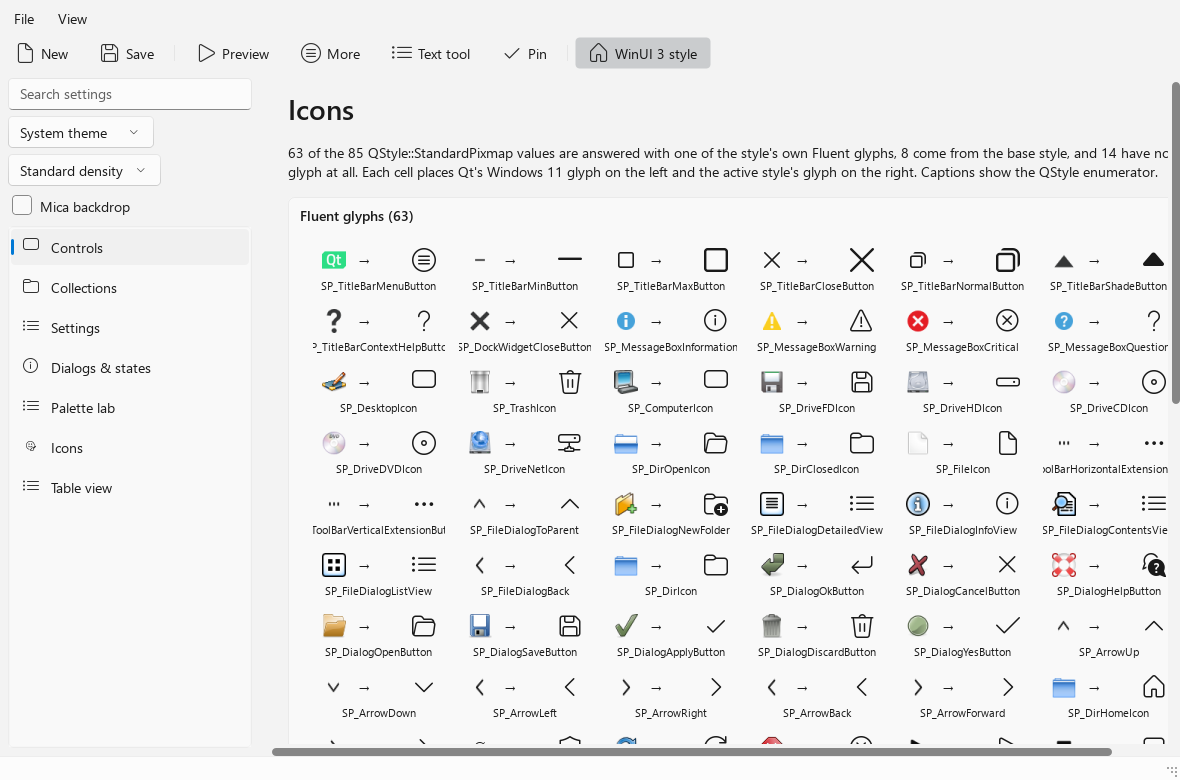 File View
New Save Preview More Text tool Pin WinUI 3 style
Search settings
System theme
Standard density
Mica backdrop
Controls
Collections
Settings
Dialogs & states
Palette lab
Icons
Table view
Icons
63 of the 85 QStyle::StandardPixmap values are answered with one of the style's own Fluent glyphs, 8 come from the base style, and 14 have
glyph at all. Each cell places Qt's Windows 11 glyph on the left and the active style's glyph on the right. Captions show the QStyle enumerator.
Fluent glyphs (63)
Qt
SP_TitleBarMenuButton SP_TitleBarMinButton SP_TitleBarMaxButton SP_TitleBarCloseButton SP_TitleBarNormalButton SP_TitleBarShadeButton
P_TitleBarContextHelpButto SP_DockWidgetCloseButton SP_MessageBoxInformation SP_MessageBoxWarning SP_MessageBoxCritical SP_MessageBoxQuestion
SP_DesktopIcon SP_TrashIcon SP_ComputerIcon SP_DriveFDIcon SP_DriveHDIcon SP_DriveCDIcon
SP_DriveDVDIcon SP_DriveNetIcon SP_DirOpenIcon SP_DirClosedIcon SP_FileIcon oolBarHorizontalExtension
ToolBarVerticalExtensionBut SP_FileDialogToParent SP_FileDialogNewFolder SP_FileDialogDetailedView SP_FileDialogInfoView SP_FileDialogContentsVie
SP_FileDialogListView SP_FileDialogBack SP_DirIcon SP_DialogOkButton SP_DialogCancelButton SP_DialogHelpButton
SP_DialogOpenButton SP_DialogSaveButton SP_DialogApplyButton SP_DialogDiscardButton SP_DialogYesButton SP_ArrowUp
SP_ArrowDown SP_ArrowLeft SP_ArrowRight SP_ArrowBack SP_ArrowForward SP_DirHomeIcon